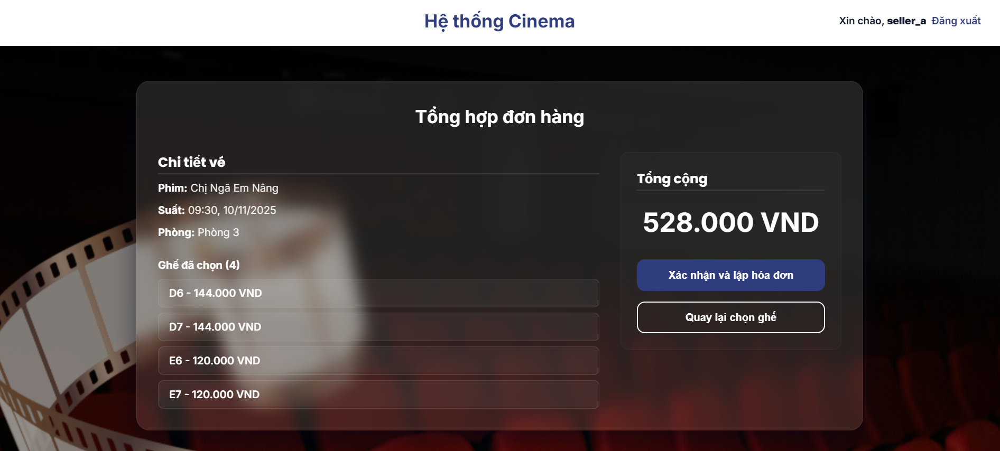 Hệ thống Cinema
Xin chào, seller_a Đăng xuất
Tổng hợp đơn hàng
Chi tiết vé
Phim: Chị Ngã Em Nâng
Suất: 09:30, 10/11/2025
Phòng: Phòng 3
Ghế đã chọn (4)
D6 - 144.000 VND
D7 - 144.000 VND
E6 - 120.000 VND
E7 - 120.000 VND
Tổng cộng
528.000 VND
Xác nhận và lập hóa đơn
Quay lại chọn ghế